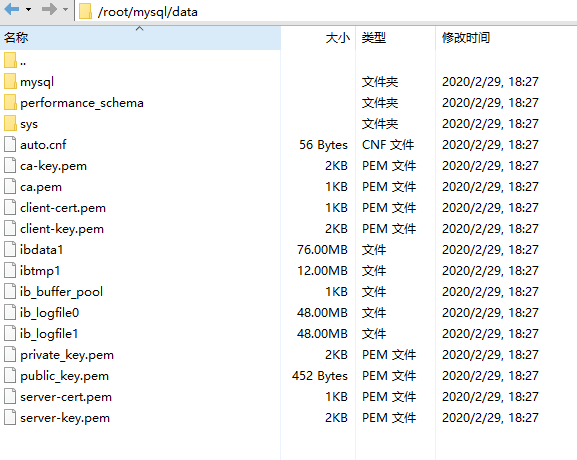 /root/mysql/data
名称 大小 类型 修改时间
..
mysql 文件夹 2020/2/29, 18:27
performance_schema 文件夹 2020/2/29, 18:27
sys 文件夹 2020/2/29, 18:27
auto.cnf 56 Bytes CNF 文件 2020/2/29, 18:27
ca-key.pem 2KB PEM 文件 2020/2/29, 18:27
ca.pem 1KB PEM 文件 2020/2/29, 18:27
client-cert.pem 1KB PEM 文件 2020/2/29, 18:27
client-key.pem 2KB PEM 文件 2020/2/29, 18:27
ibdata1 76.00MB 文件 2020/2/29, 18:27
ibtmp1 12.00MB 文件 2020/2/29, 18:27
ib_buffer_pool 1KB 文件 2020/2/29, 18:27
ib_logfile0 48.00MB 文件 2020/2/29, 18:27
ib_logfile1 48.00MB 文件 2020/2/29, 18:27
private_key.pem 2KB PEM 文件 2020/2/29, 18:27
public_key.pem 452 Bytes PEM 文件 2020/2/29, 18:27
server-cert.pem 1KB PEM 文件 2020/2/29, 18:27
server-key.pem 2KB PEM 文件 2020/2/29, 18:27